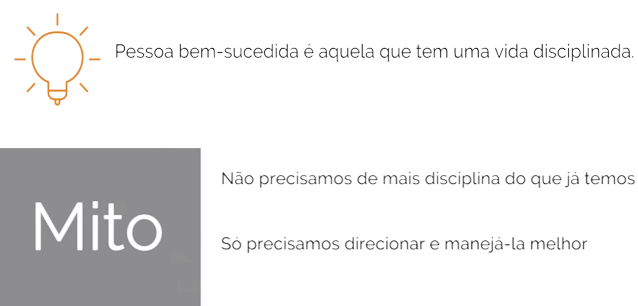 Pessoa bem-sucedida é aquela que tem uma vida disciplinada.
Mito
Não precisamos de mais disciplina do que já temos
Só precisamos direcionar e manejá-la melhor